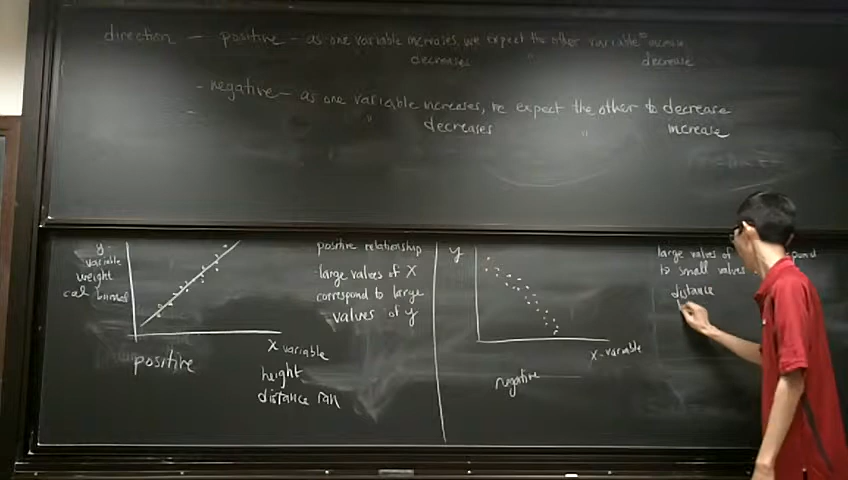 direction - positive - as one variable increases, we expect the other variable to increase
decreases " decrease
- negative - as one variable increases, we expect the other to decrease
" decreases " increase
y-
variable
weight
cal burned
positive
x variable
height
distance ran
positive relationship
large values of X
correspond to large
values of y
y
x-variable
negative
large values of
to small values
distance